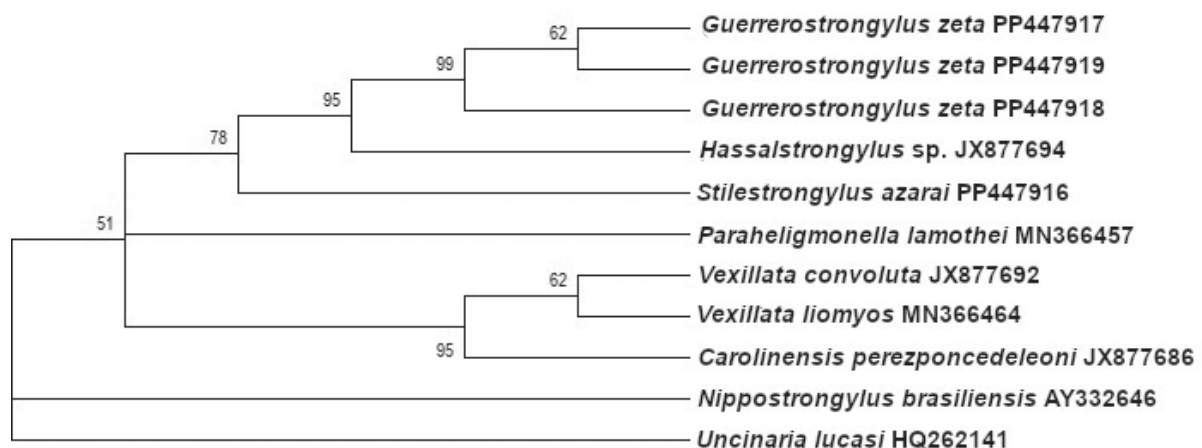 62
Guerrerostrongylus zeta PP447917
99
Guerrerostrongylus zeta PP447919
95
Guerrerostrongylus zeta PP447918
78
Hassalstrongylus sp. JX877694
Stilestrongylus azarai PP447916
51
Paraheligmonella lamothei MN366457
62
Vexillata convoluta JX877692
Vexillata liomyos MN366464
95
Carolinensis perezponcedeleoni JX877686
Nippostrongylus brasiliensis AY332646
Uncinaria lucasi HQ262141